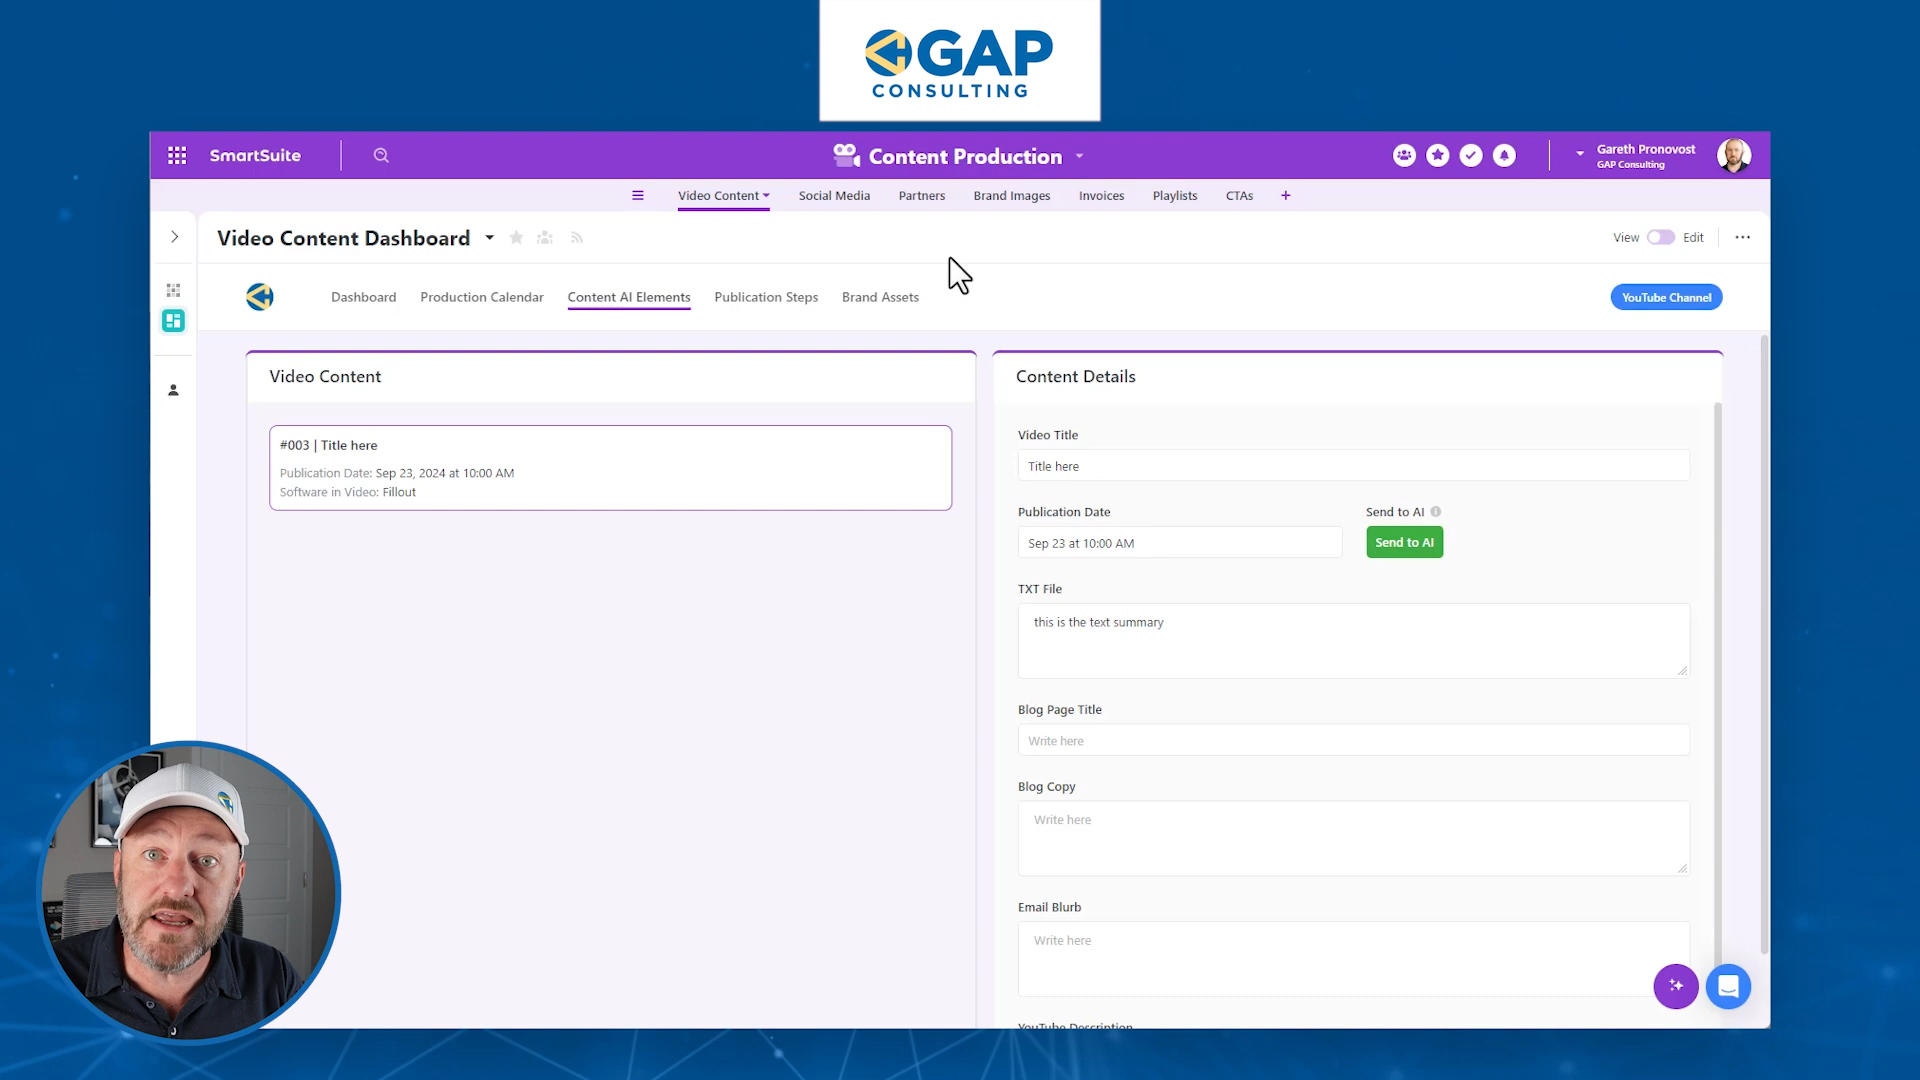 GAP
CONSULTING
SmartSuite
Content Production
Gareth Pronovost
GAP Consulting
Video Content
Social Media
Partners
Brand Images
Invoices
Playlists
CTAs
+
Video Content Dashboard
View
Edit
Dashboard
Production Calendar
Content AI Elements
Publication Steps
Brand Assets
YouTube Channel
Video Content
#003 | Title here
Publication Date: Sep 23, 2024 at 10:00 AM
Software in Video: Fillout
Content Details
Video Title
Title here
Publication Date
Send to AI
Sep 23 at 10:00 AM
Send to AI
TXT File
this is the text summary
Blog Page Title
Write here
Blog Copy
Write here
Email Blurb
Write here
YouTube Description